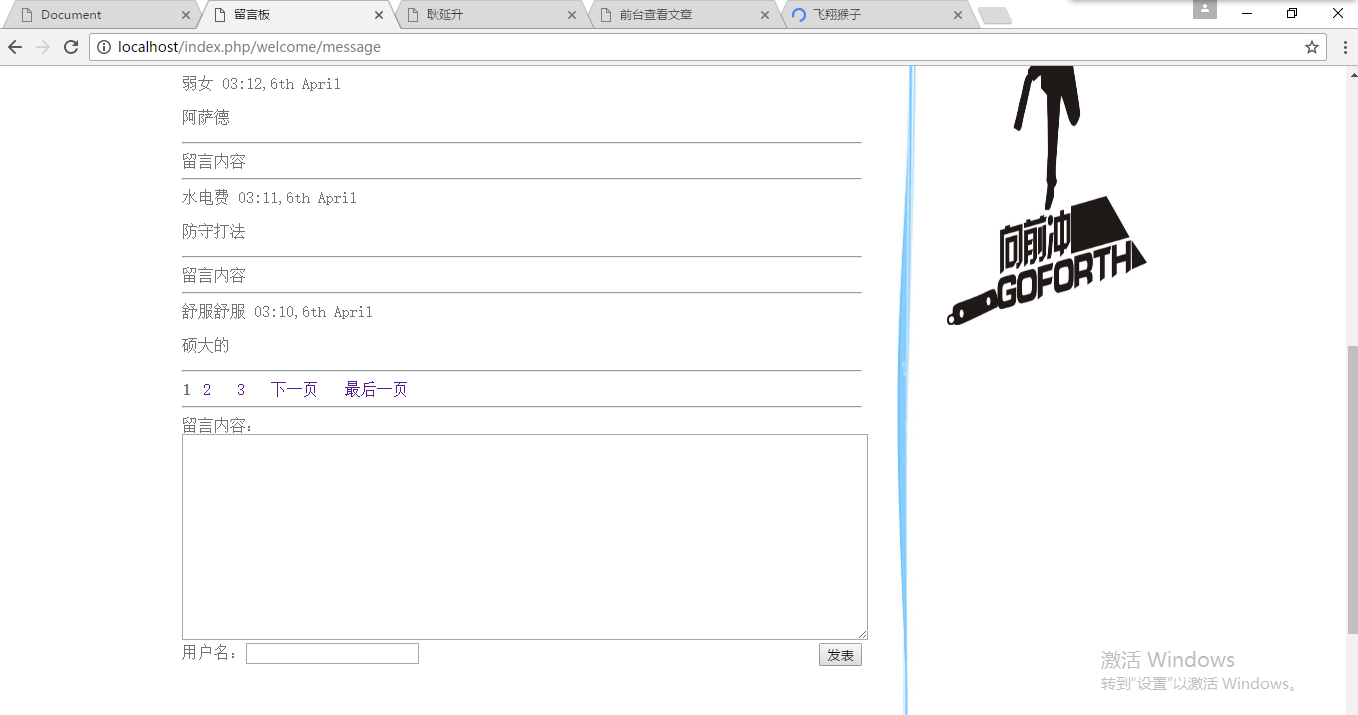 Document
留言板
耿延升
前台查看文章
飞翔猴子
localhost/index.php/welcome/message
弱女 03:12,6th April
阿萨德
留言内容
水电费 03:11,6th April
防守打法
留言内容
舒服舒服 03:10,6th April
硕大的
1 2 3 下一页 最后一页
留言内容：
用户名：
发表
向前冲
GOFORTH
激活 Windows
转到“设置”以激活 Windows。